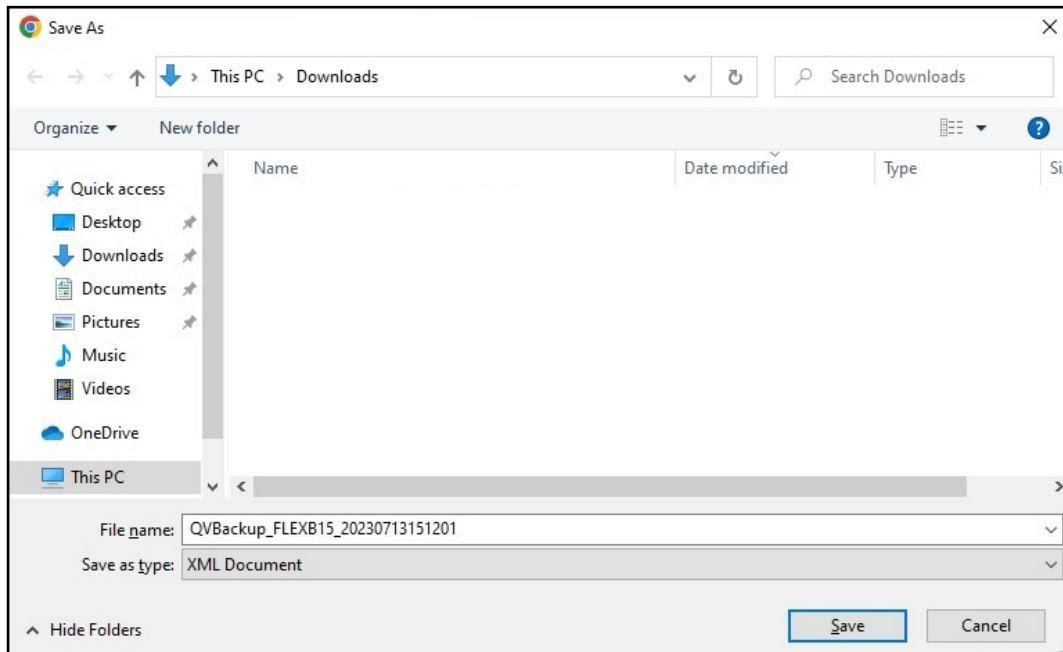 Save As
This PC › Downloads
Search Downloads
Organize
New folder
Name
Date modified
Type
Si
Quick access
Desktop
Downloads
Documents
Pictures
Music
Videos
OneDrive
This PC
File name: QVBackup_FLEXB15_20230713151201
Save as type: XML Document
Hide Folders
Save
Cancel